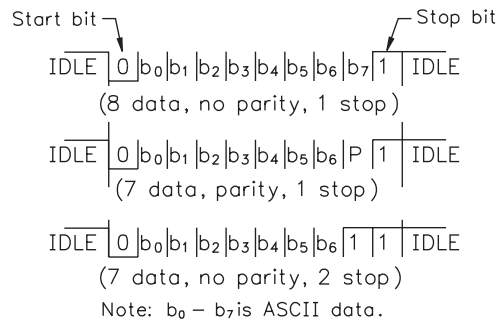 Start bit Stop bit
IDLE 0 b₀ b₁ b₂ b₃ b₄ b₅ b₆ b₇ 1 IDLE
(8 data, no parity, 1 stop)
IDLE 0 b₀ b₁ b₂ b₃ b₄ b₅ b₆ P 1 IDLE
(7 data, parity, 1 stop)
IDLE 0 b₀ b₁ b₂ b₃ b₄ b₅ b₆ 1 1 IDLE
(7 data, no parity, 2 stop)
Note: b₀ – b₇ is ASCII data.